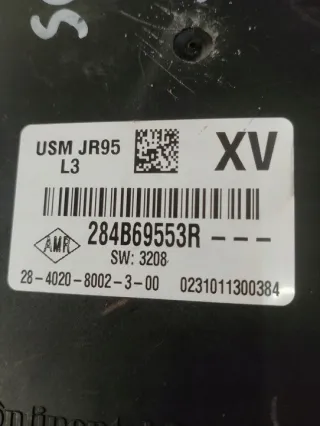 USM JR95 XV
L3
AMR 284B69553R ---
SW: 3208
28-4020-8002-3-00 0231011300384